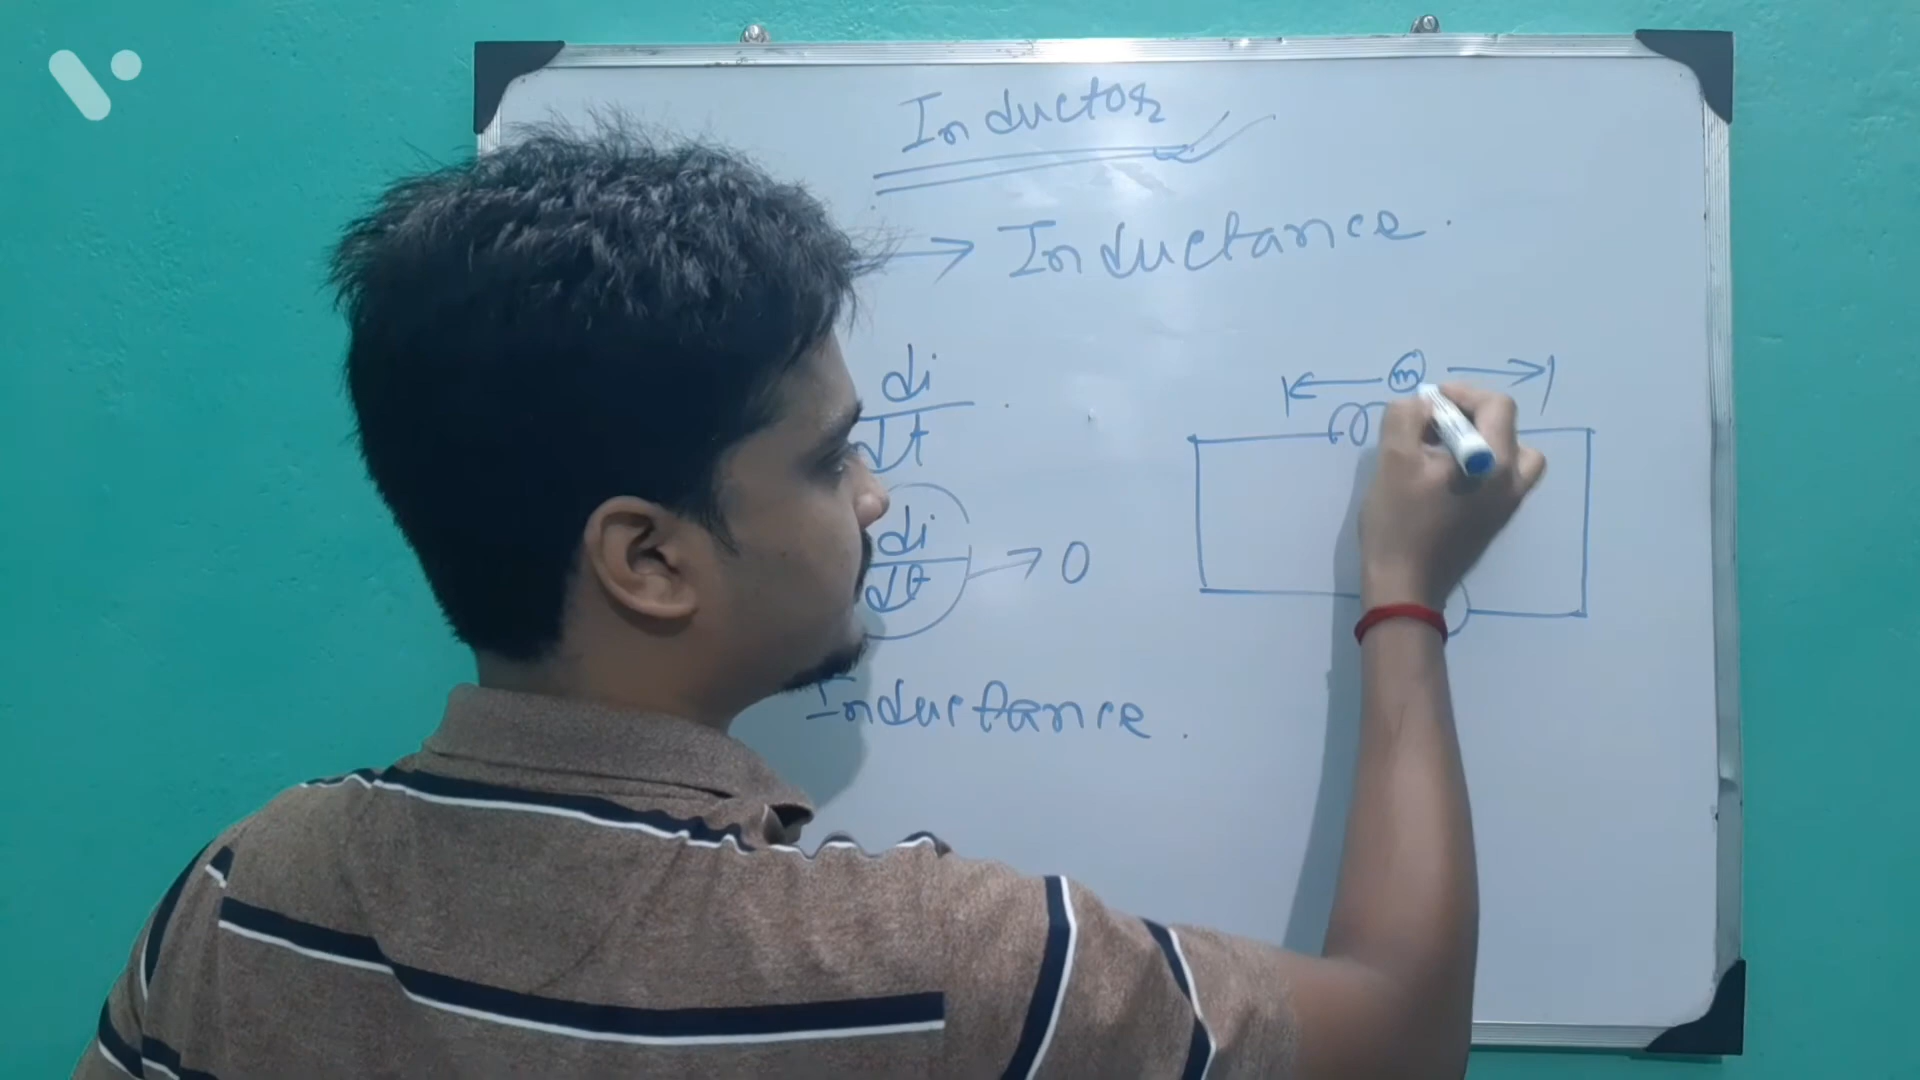 Inductor
→ Inductance.
di
dt
di
dt → 0
m
Inductance.